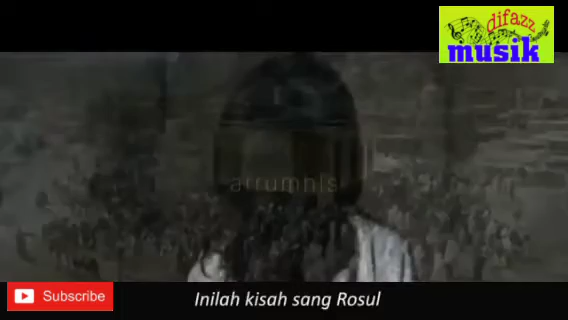 difazz
musik
arrumnis
Subscribe
Inilah kisah sang Rosul